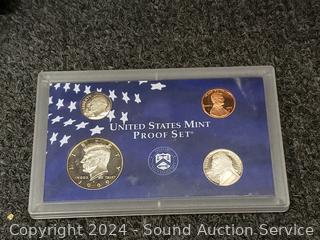 UNITED STATES MINT
PROOF SET
Copyright 2024 - Sound Auction Service